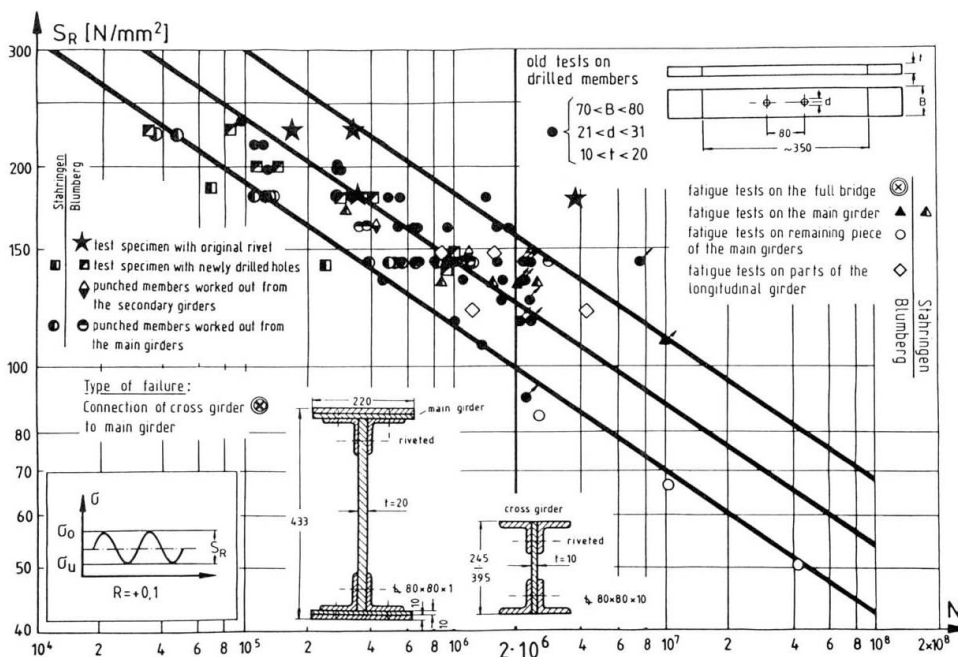 S_R [N/mm²]
300
200
150
100
80
70
60
50
40
10⁴
2
4
6
8
10⁵
2
4
6
8
10⁶
2·10⁶
4
6
8
10⁷
2
4
6
8
10⁸
2×10⁸
N
old tests on
drilled members
70 < B < 80
21 < d < 31
10 < t < 20
t
B
d
80
~350
Stahringen
Blumberg
test specimen with original rivet
test specimen with newly drilled holes
punched members worked out from
the secondary girders
punched members worked out from
the main girders
fatigue tests on the full bridge
fatigue tests on the main girder
fatigue tests on remaining piece
of the main girders
fatigue tests on parts of the
longitudinal girder
Blumberg
Stahringen
Type of failure:
Connection of cross girder
to main girder
σ
σo
σu
S_R
R=+0,1
220
main girder
riveted
433
t=20
80×80×1
10
10
cross girder
riveted
245
395
t=10
80×80×10